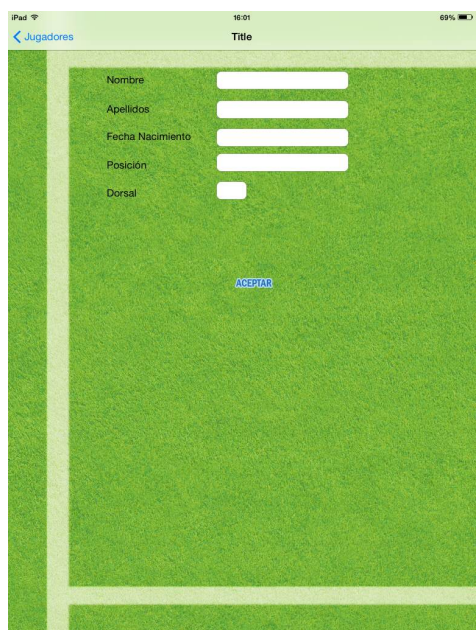 iPad 16:01 69%
Jugadores Title
Nombre
Apellidos
Fecha Nacimiento
Posición
Dorsal
ACEPTAR